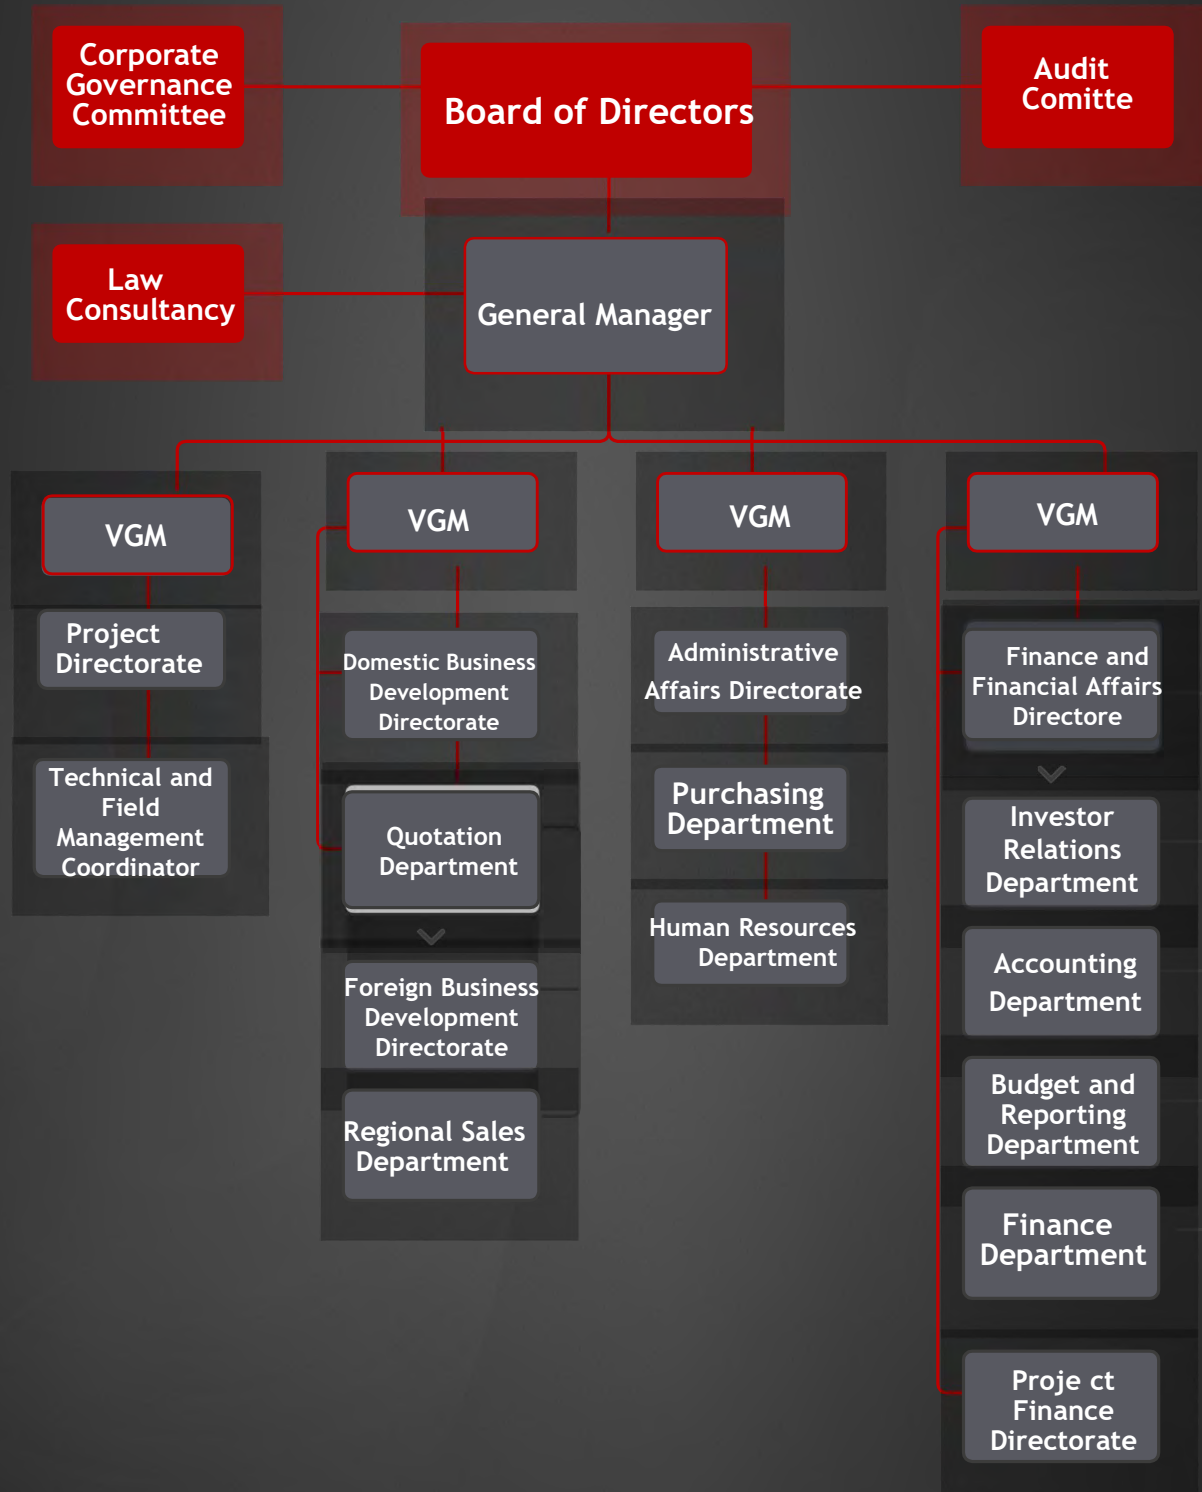 Corporate
Governance
Committee
Board of Directors
Audit
Comitte
Law
Consultancy
General Manager
VGM
VGM
VGM
VGM
Project
Directorate
Technical and
Field
Management
Coordinator
Domestic Business
Development
Directorate
Quotation
Department
Foreign Business
Development
Directorate
Regional Sales
Department
Administrative
Affairs Directorate
Purchasing
Department
Human Resources
Department
Finance and
Financial Affairs
Directore
Investor
Relations
Department
Accounting
Department
Budget and
Reporting
Department
Finance
Department
Proje ct
Finance
Directorate